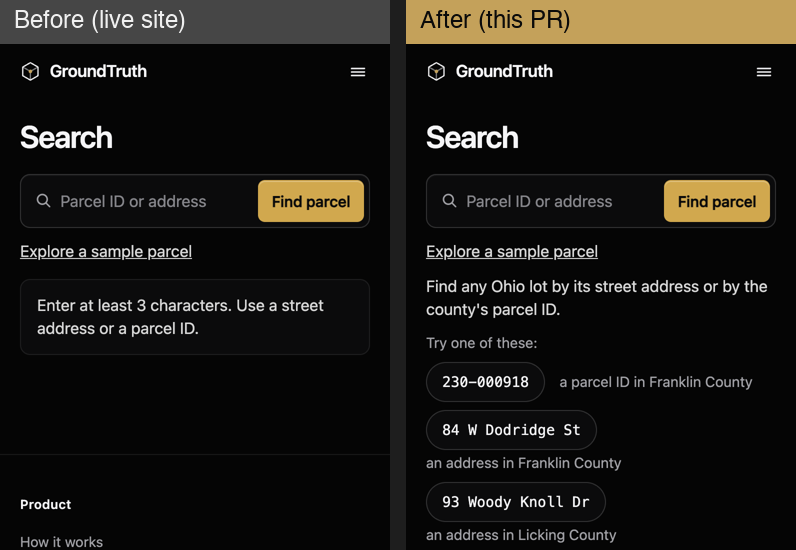 Before (live site)
GroundTruth
Search
Parcel ID or address
Find parcel
Explore a sample parcel
Enter at least 3 characters. Use a street
address or a parcel ID.
Product
How it works
After (this PR)
GroundTruth
Search
Parcel ID or address
Find parcel
Explore a sample parcel
Find any Ohio lot by its street address or by the
county's parcel ID.
Try one of these:
230-000918 a parcel ID in Franklin County
84 W Dodridge St
an address in Franklin County
93 Woody Knoll Dr
an address in Licking County